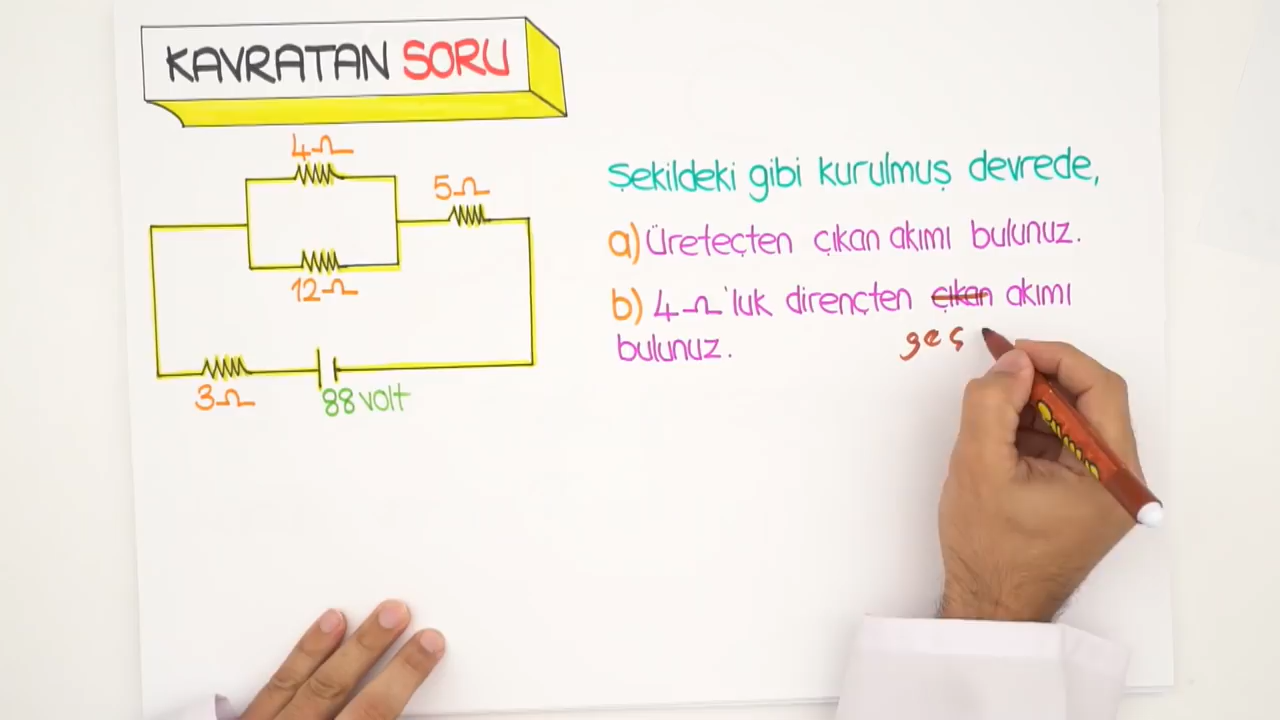 KAVRATAN SORU
4Ω
5Ω
12Ω
3Ω
88 volt
Şekildeki gibi kurulmuş devrede,
a) Üreteçten çıkan akımı bulunuz.
b) 4Ω'luk dirençten çıkan akımı
geç
bulunuz.